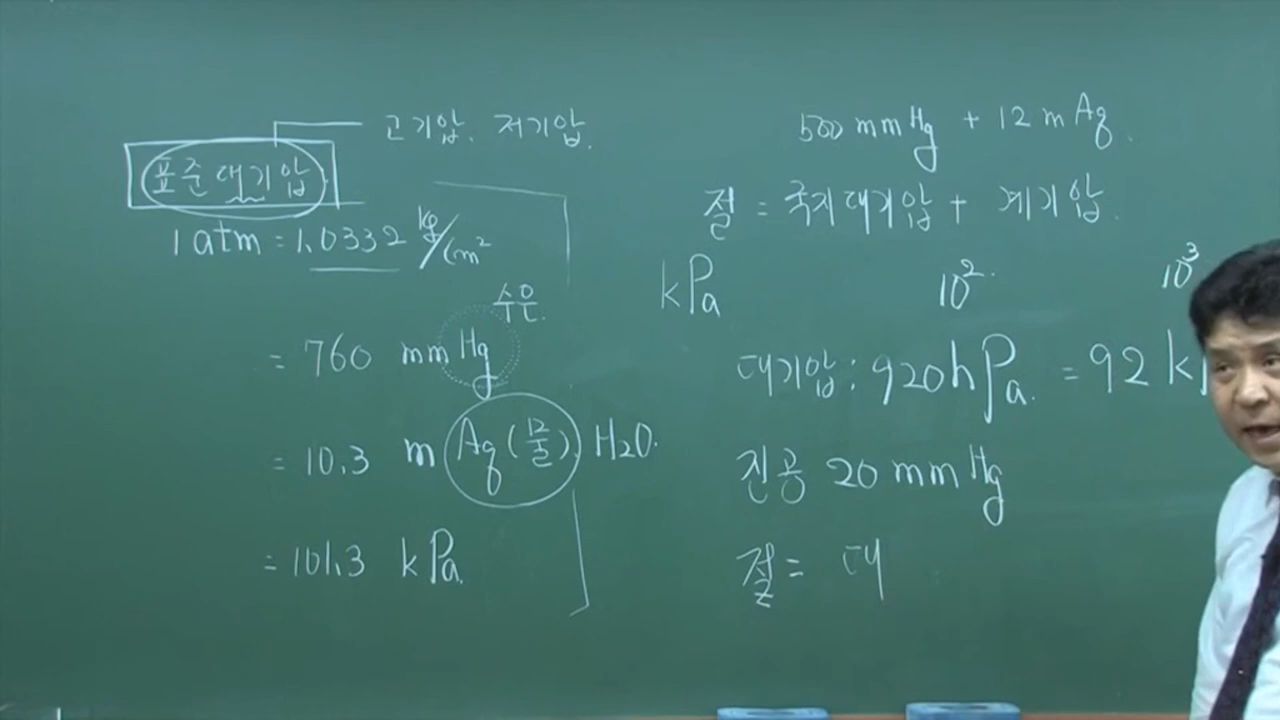 고기압. 저기압.
표준대기압
1 atm = 1.0332 kg/cm²
수은.
= 760 mmHg
= 10.3 m Aq (물). H2O.
= 101.3 kPa.
500 mmHg + 12 mAq.
절 = 국지대기압 + 계기압.
kPa 10² 10³
대기압 : 920hPa. = 92 k
진공 20 mmHg
절 = 대